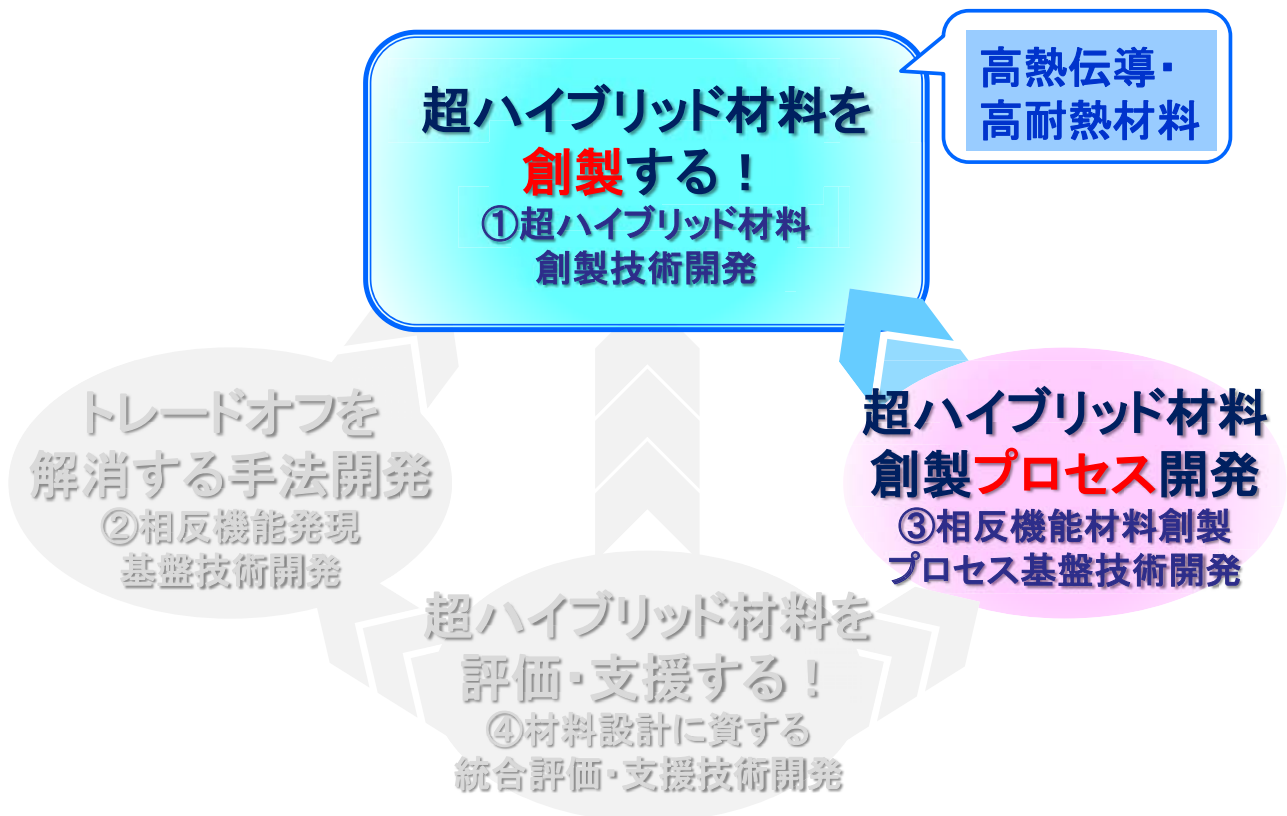 高熱伝導・
高耐熱材料
超ハイブリッド材料を
創製する！
①超ハイブリッド材料
創製技術開発
トレードオフを
解消する手法開発
②相反機能発現
基盤技術開発
超ハイブリッド材料
創製プロセス開発
③相反機能材料創製
プロセス基盤技術開発
超ハイブリッド材料を
評価・支援する！
④材料設計に資する
統合評価・支援技術開発